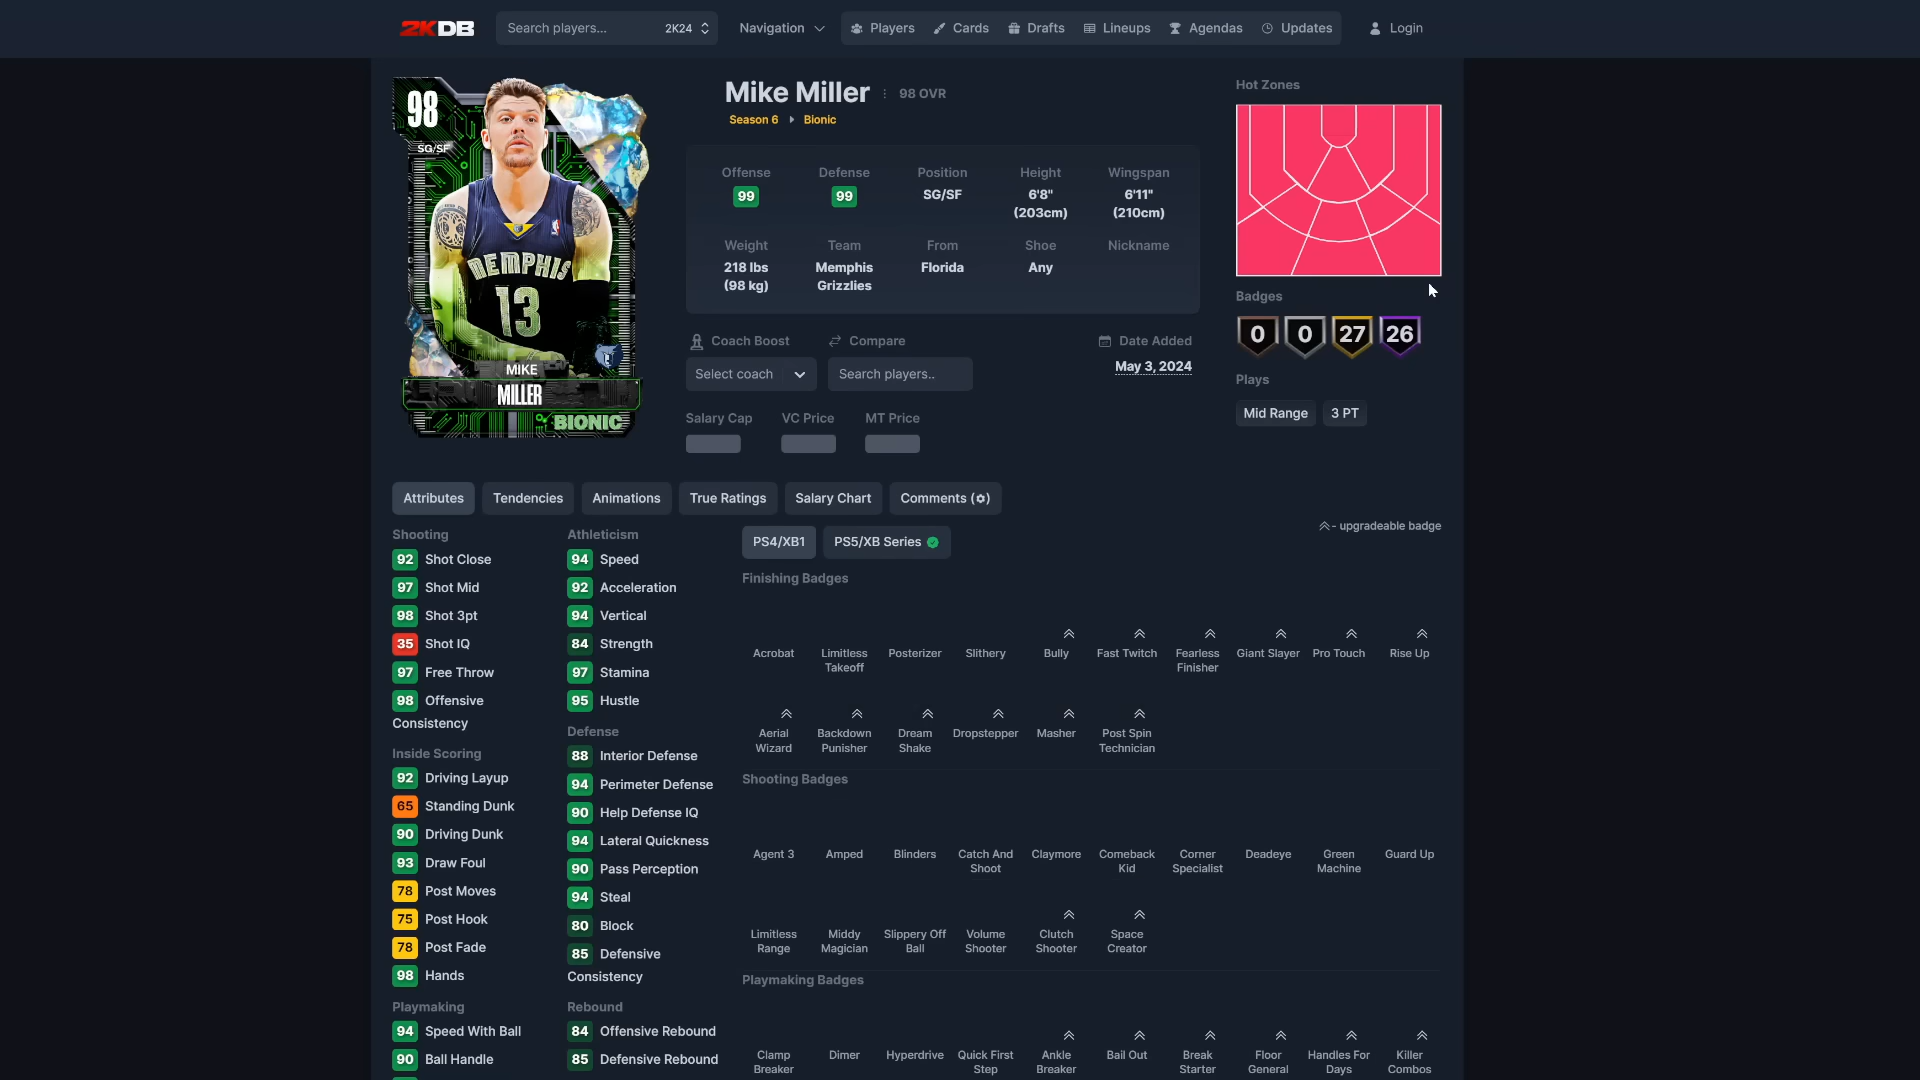 2KDB
Search players...
2K24
Navigation
Players
Cards
Drafts
Lineups
Agendas
Updates
Login
98
SG/SF
MEMPHIS
13
MIKE
MILLER
BIONIC
Mike Miller : 98 OVR
Season 6
Bionic
Offense
Defense
Position
Height
Wingspan
99
99
SG/SF
6'8"
(203cm)
6'11"
(210cm)
Weight
Team
From
Shoe
Nickname
218 lbs
(98 kg)
Memphis
Grizzlies
Florida
Any
Coach Boost
Compare
Date Added
Select coach
Search players..
May 3, 2024
Salary Cap
VC Price
MT Price
Hot Zones
Badges
0
0
27
26
Plays
Mid Range
3 PT
Attributes
Tendencies
Animations
True Ratings
Salary Chart
Comments (0)
Shooting
92 Shot Close
97 Shot Mid
98 Shot 3pt
35 Shot IQ
97 Free Throw
98 Offensive
Consistency
Inside Scoring
92 Driving Layup
65 Standing Dunk
90 Driving Dunk
93 Draw Foul
78 Post Moves
75 Post Hook
78 Post Fade
98 Hands
Playmaking
94 Speed With Ball
90 Ball Handle
Athleticism
94 Speed
92 Acceleration
94 Vertical
84 Strength
97 Stamina
95 Hustle
Defense
88 Interior Defense
94 Perimeter Defense
90 Help Defense IQ
94 Lateral Quickness
90 Pass Perception
94 Steal
80 Block
85 Defensive
Consistency
Rebound
84 Offensive Rebound
85 Defensive Rebound
- upgradeable badge
PS4/XB1
PS5/XB Series
Finishing Badges
Acrobat
Limitless
Takeoff
Posterizer
Slithery
Bully
Fast Twitch
Fearless
Finisher
Giant Slayer
Pro Touch
Rise Up
Aerial
Wizard
Backdown
Punisher
Dream
Shake
Dropstepper
Masher
Post Spin
Technician
Shooting Badges
Agent 3
Amped
Blinders
Catch And
Shoot
Claymore
Comeback
Kid
Corner
Specialist
Deadeye
Green
Machine
Guard Up
Limitless
Range
Middy
Magician
Slippery Off
Ball
Volume
Shooter
Clutch
Shooter
Space
Creator
Playmaking Badges
Clamp
Breaker
Dimer
Hyperdrive
Quick First
Step
Ankle
Breaker
Bail Out
Break
Starter
Floor
General
Handles For
Days
Killer
Combos